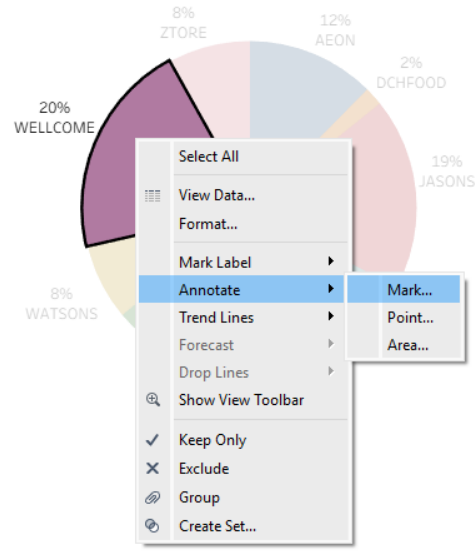 8%
ZTORE
12%
AEON
2%
DCHFOOD
20%
WELLCOME
19%
JASONS
8%
WATSONS
Select All
View Data...
Format...
Mark Label
Annotate
Trend Lines
Forecast
Drop Lines
Show View Toolbar
Keep Only
Exclude
Group
Create Set...
Mark...
Point...
Area...